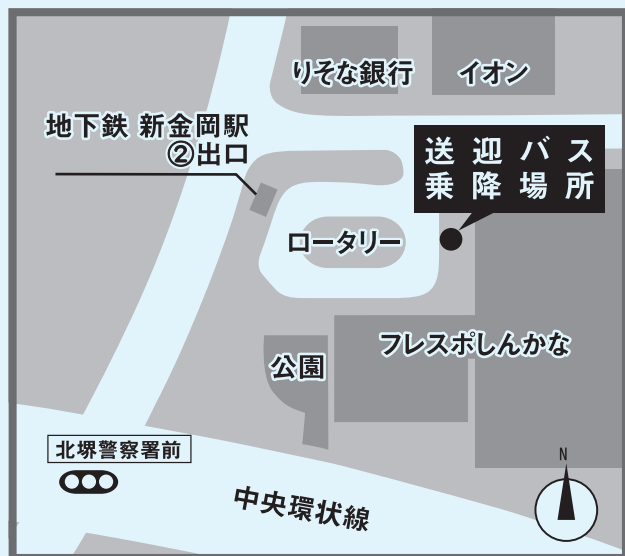 りそな銀行
イオン
地下鉄 新金岡駅
②出口
送迎バス
乗降場所
ロータリー
フレスポしんかな
公園
北堺警察署前
中央環状線
N